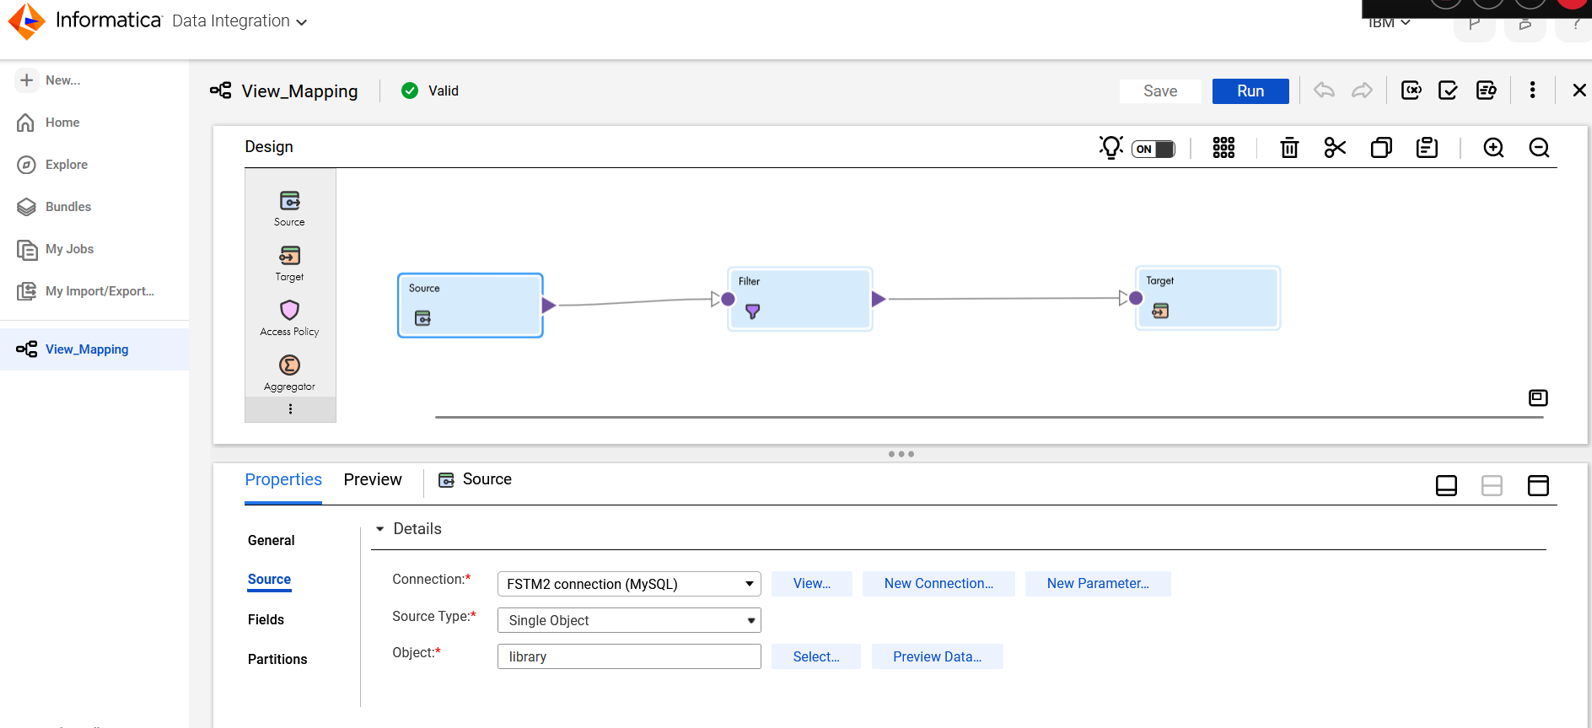 Informatica Data Integration
IBM
New...
Home
Explore
Bundles
My Jobs
My Import/Export...
View_Mapping
View_Mapping Valid Save Run
Design ON
Source
Target
Access Policy
Aggregator
Source
Filter
Target
Properties Preview Source
General
Source
Fields
Partitions
Details
Connection:* FSTM2 connection (MySQL) View... New Connection... New Parameter...
Source Type:* Single Object
Object:* library Select... Preview Data...